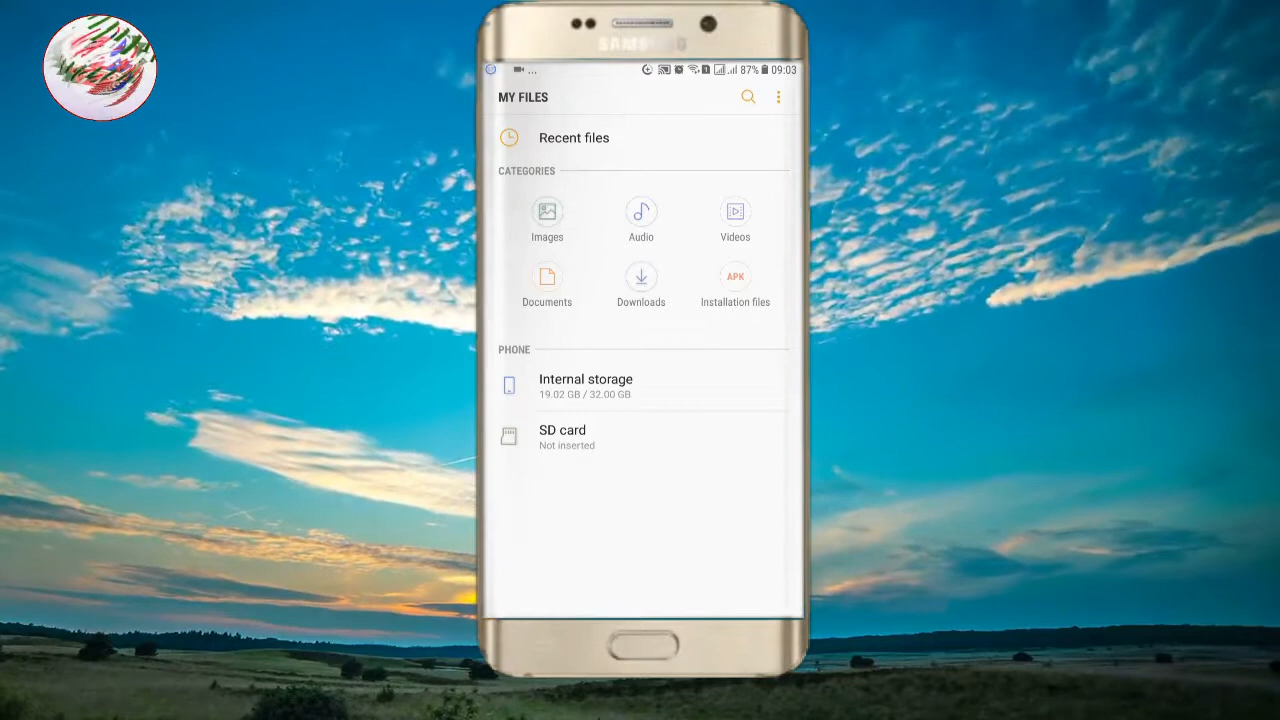 SAMSUNG
... 87% 09:03
MY FILES
Recent files
CATEGORIES
Images Audio Videos
APK
Documents Downloads Installation files
PHONE
Internal storage
19.02 GB / 32.00 GB
SD card
Not inserted